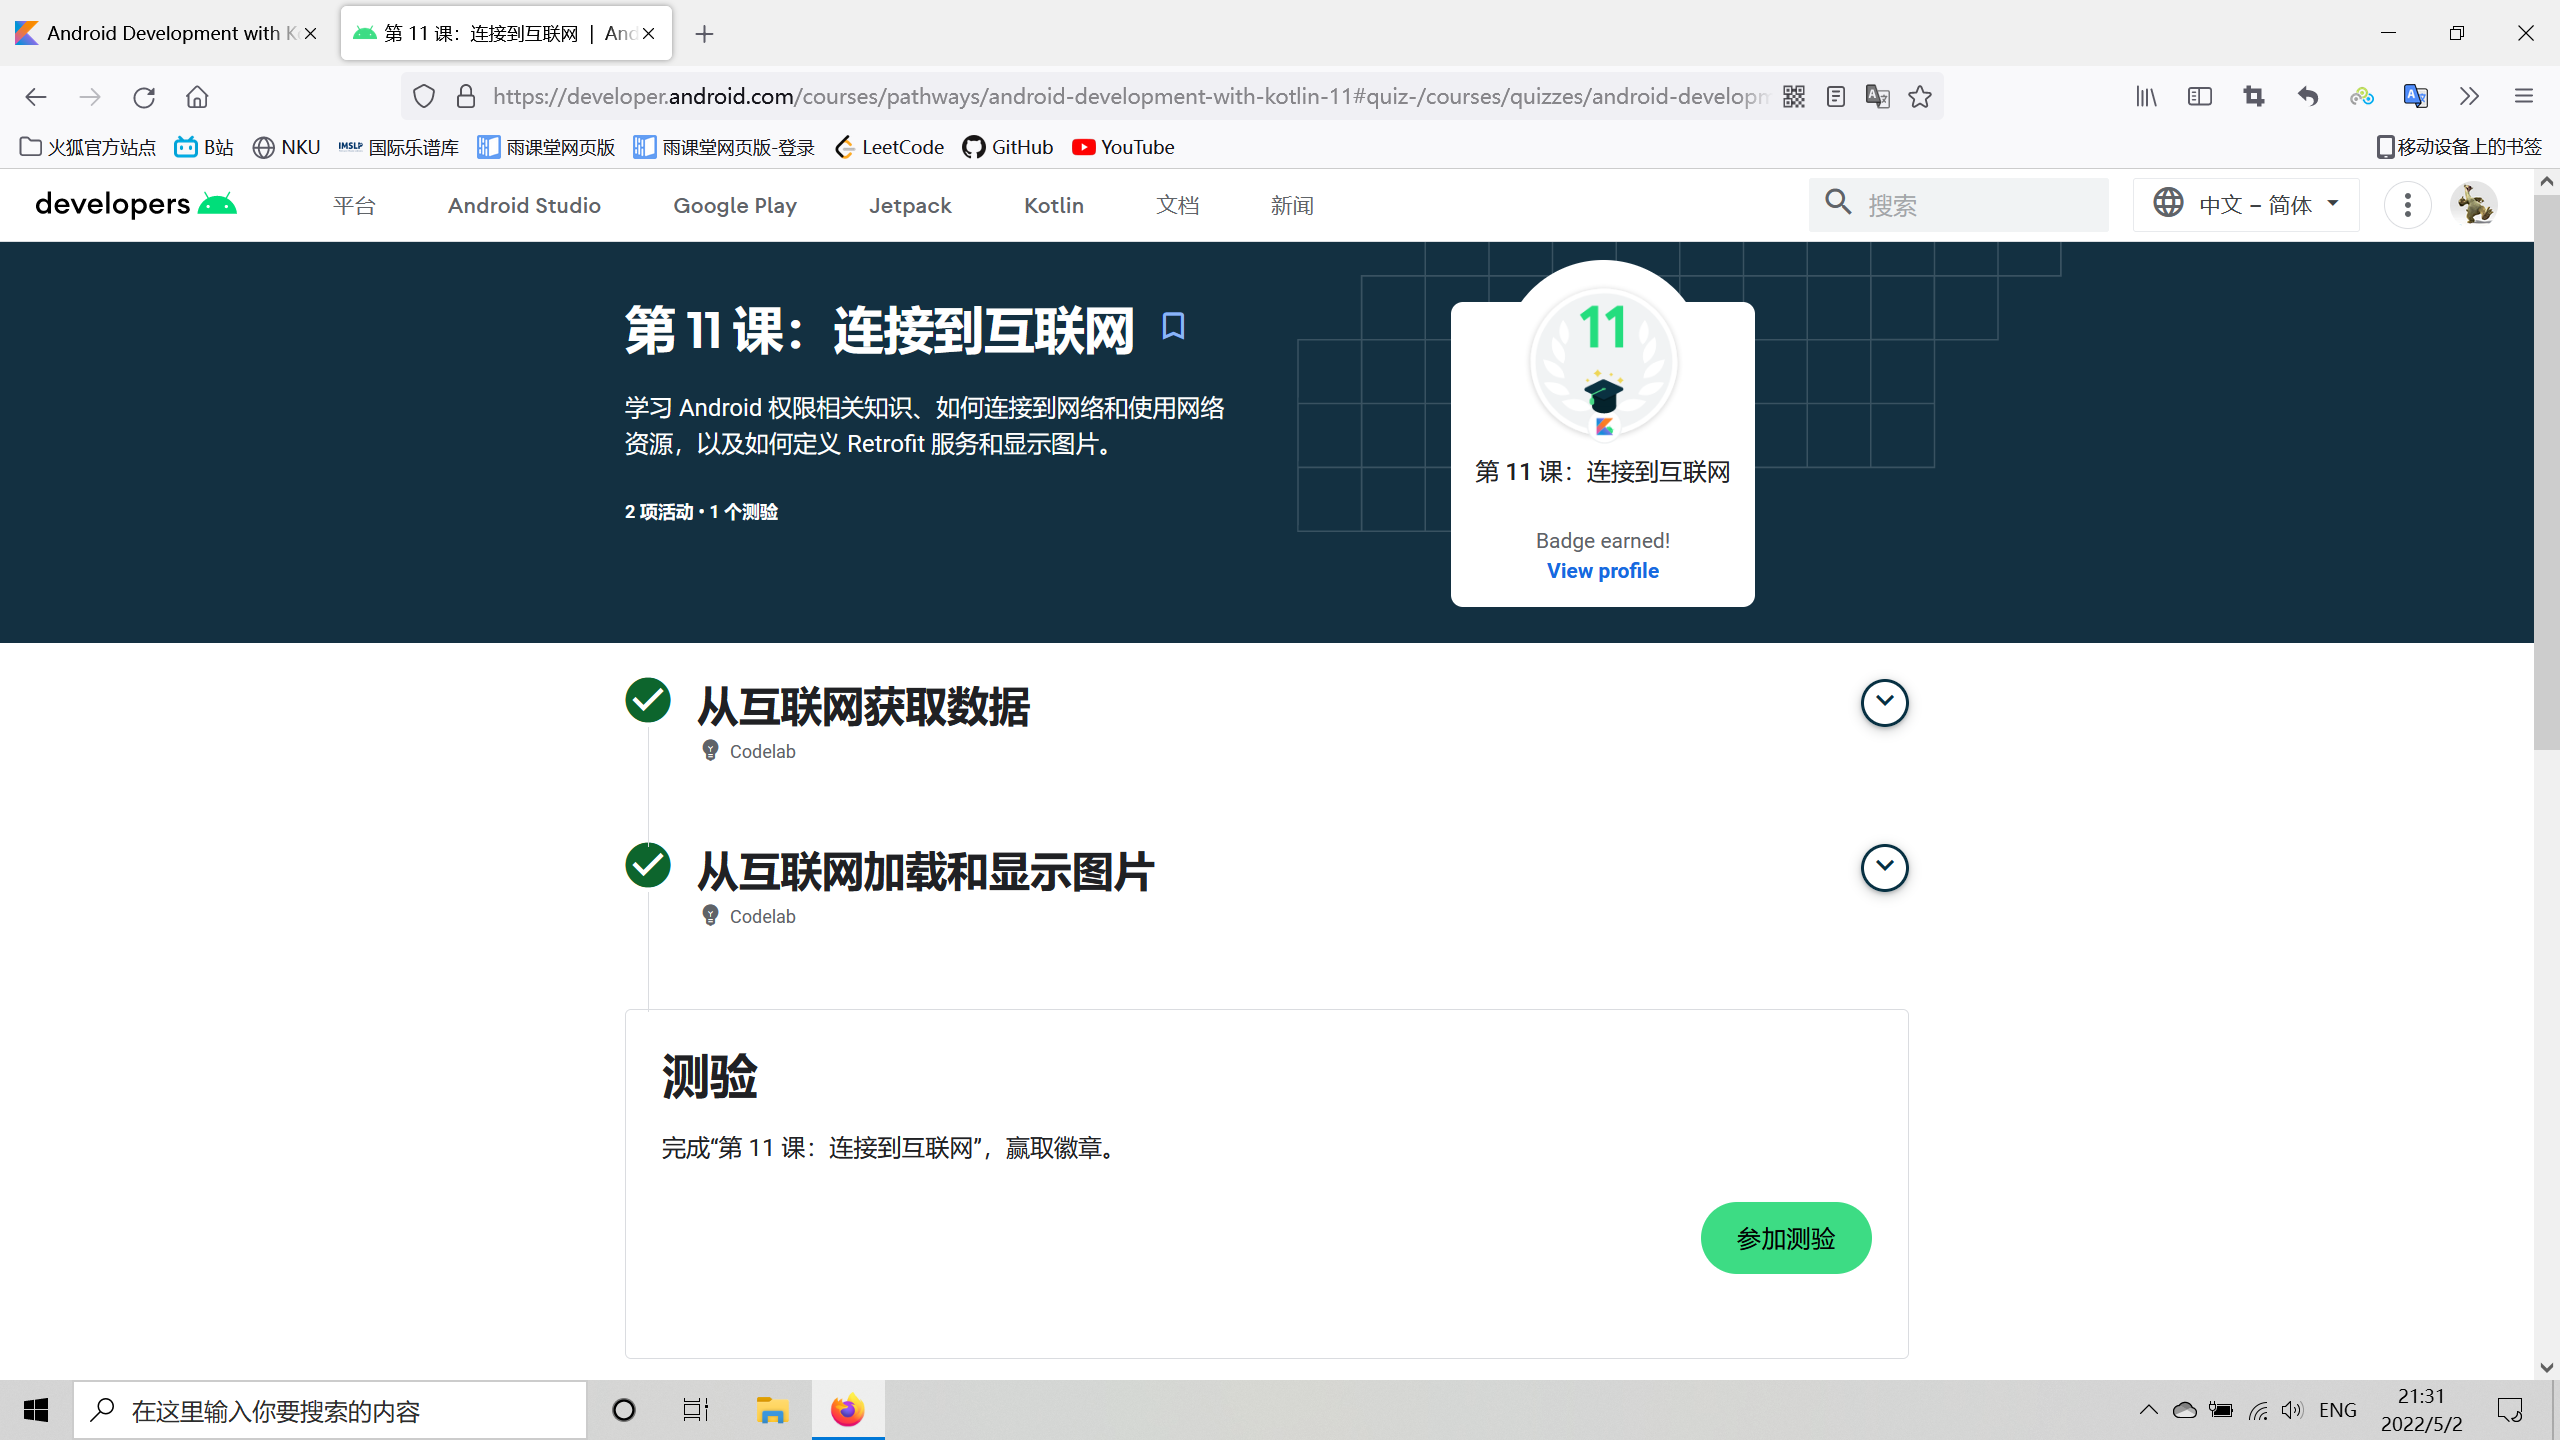 Android Development with K
第 11 课：连接到互联网 | And
https://developer.android.com/courses/pathways/android-development-with-kotlin-11#quiz-/courses/quizzes/android-developm
火狐官方站点
B站
NKU
IMSLP 国际乐谱库
雨课堂网页版
雨课堂网页版-登录
LeetCode
GitHub
YouTube
移动设备上的书签
developers
平台
Android Studio
Google Play
Jetpack
Kotlin
文档
新闻
搜索
中文 – 简体
第 11 课：连接到互联网
学习 Android 权限相关知识、如何连接到网络和使用网络
资源，以及如何定义 Retrofit 服务和显示图片。
2 项活动 • 1 个测验
11
第 11 课：连接到互联网
Badge earned!
View profile
从互联网获取数据
Codelab
从互联网加载和显示图片
Codelab
测验
完成“第 11 课：连接到互联网”，赢取徽章。
参加测验
在这里输入你要搜索的内容
ENG
21:31
2022/5/2